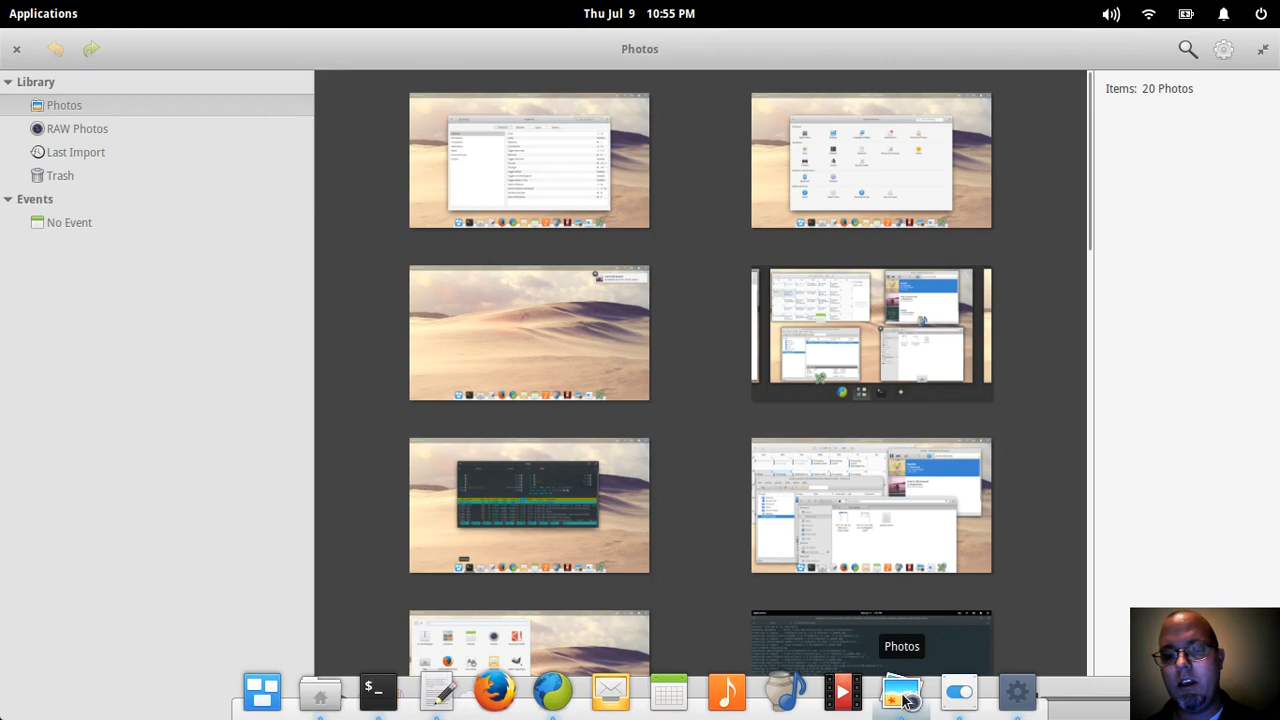 Applications
Thu Jul 9 10:55 PM
Photos
Library
Photos
RAW Photos
Last Import
Trash
Events
No Event
Items: 20 Photos
Photos